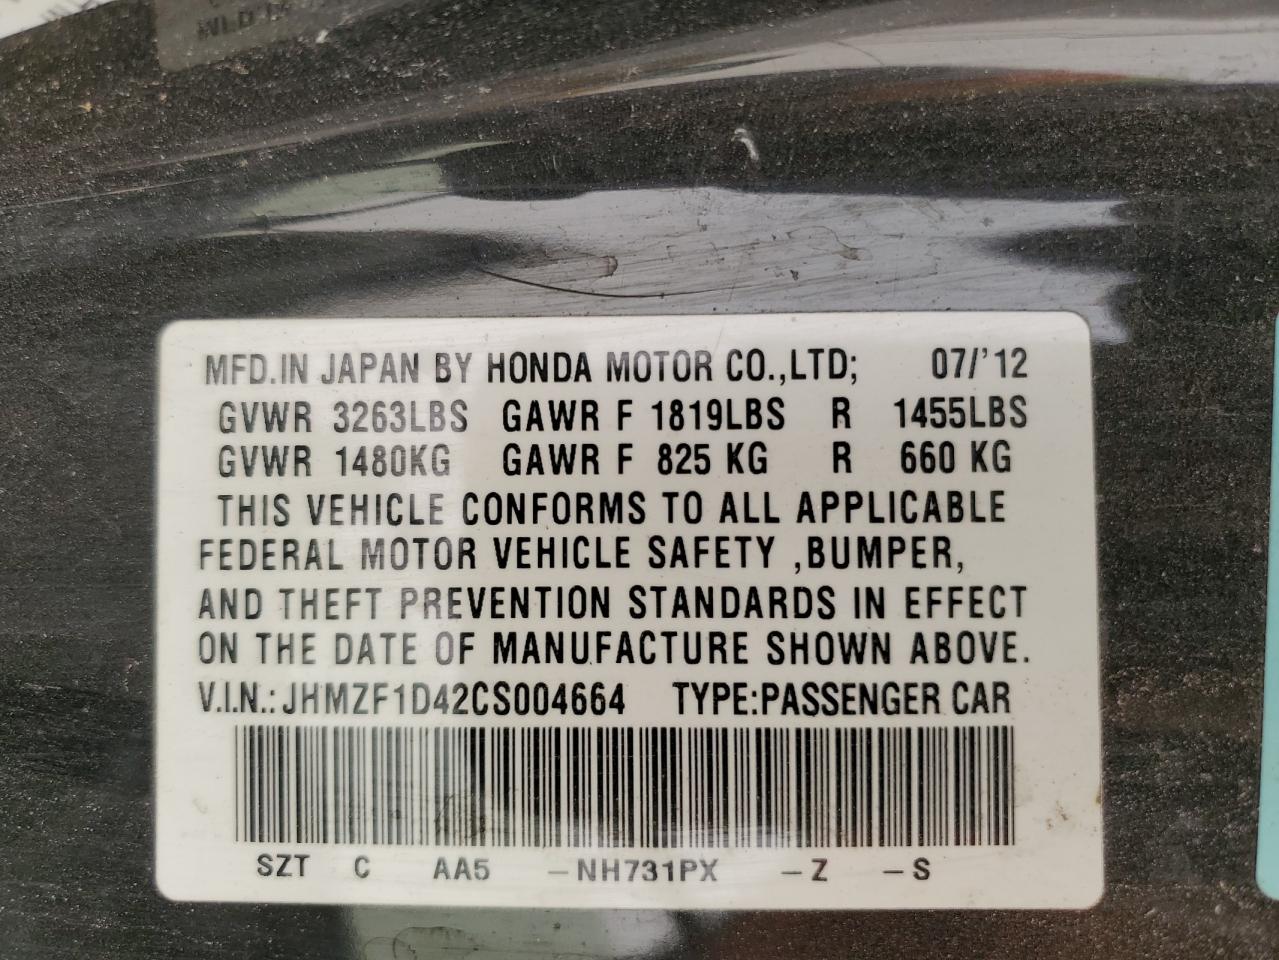 MFD.IN JAPAN BY HONDA MOTOR CO.,LTD; 07/'12
GVWR 3263LBS GAWR F 1819LBS R 1455LBS
GVWR 1480KG GAWR F 825 KG R 660 KG
THIS VEHICLE CONFORMS TO ALL APPLICABLE
FEDERAL MOTOR VEHICLE SAFETY ,BUMPER,
AND THEFT PREVENTION STANDARDS IN EFFECT
ON THE DATE OF MANUFACTURE SHOWN ABOVE.
V.I.N.: JHMZF1D42CS004664 TYPE:PASSENGER CAR
SZT C AA5 –NH731PX –Z –S